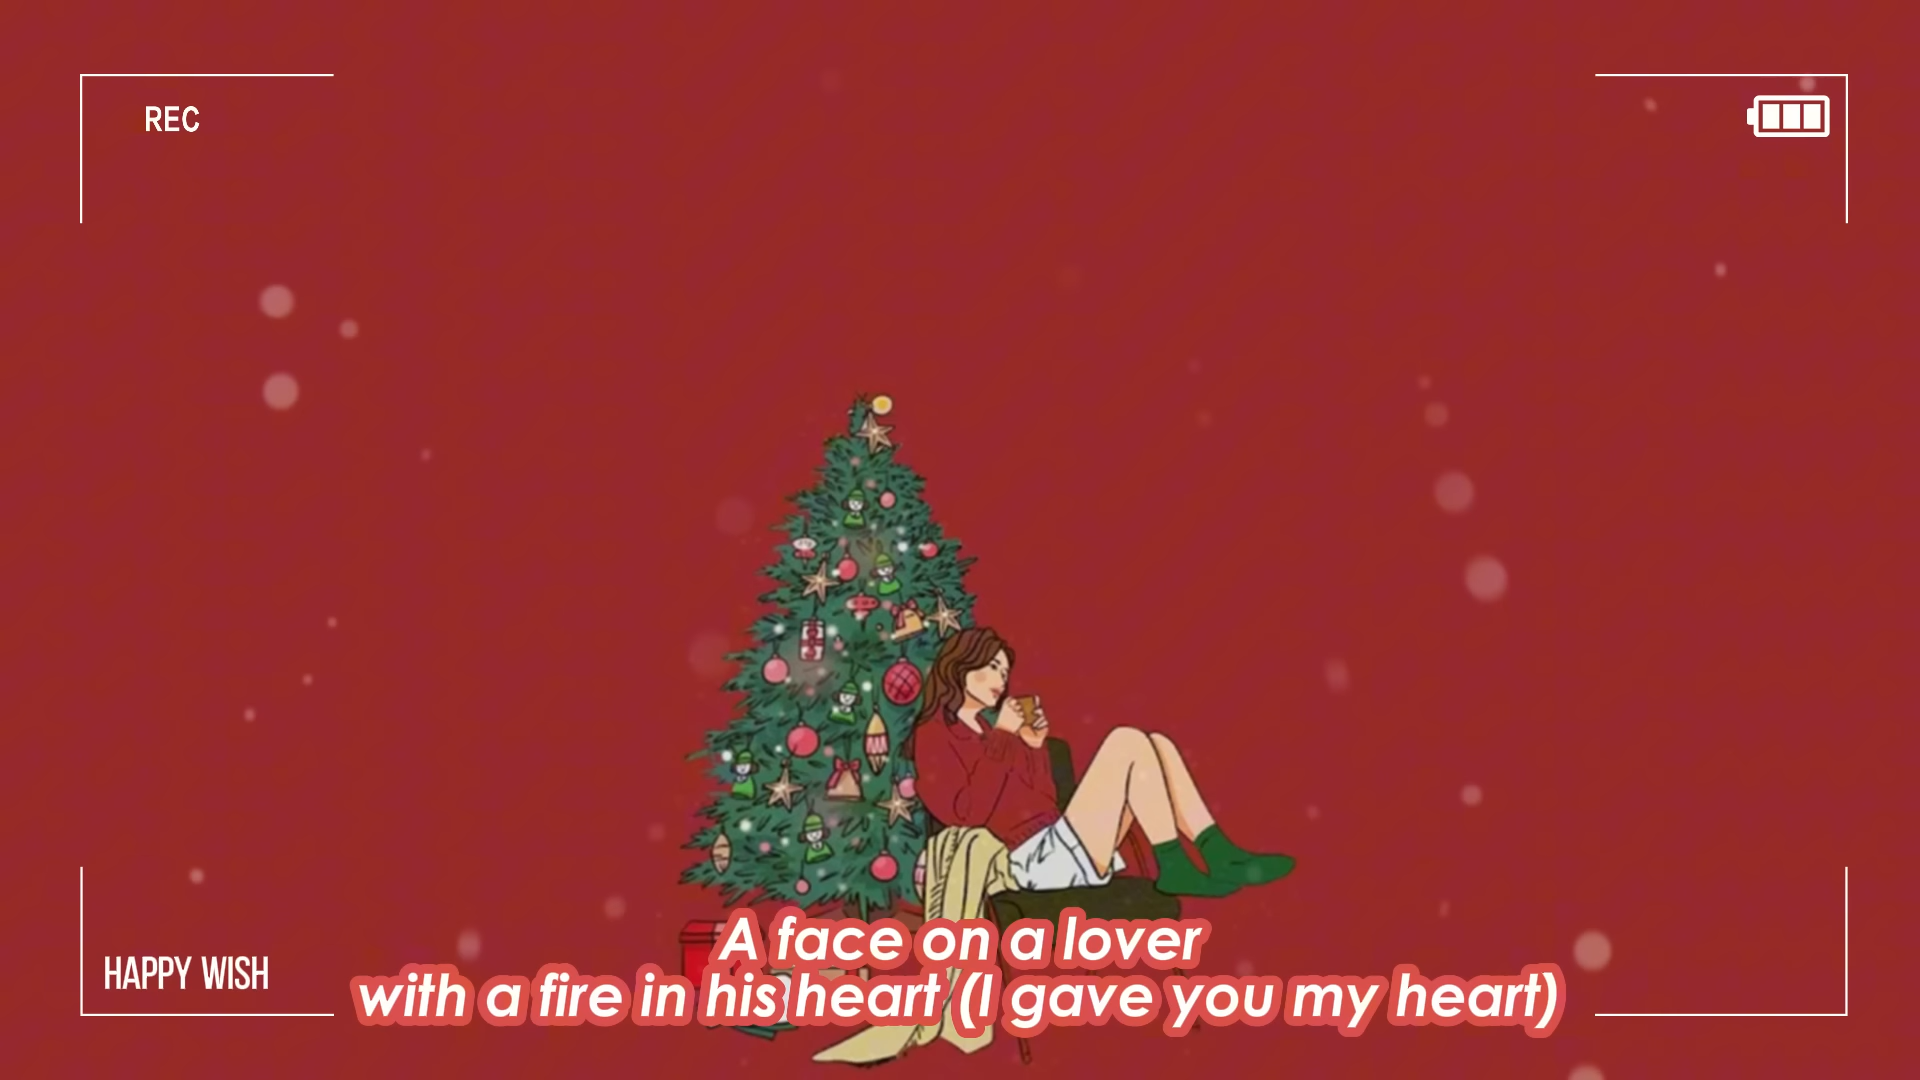 REC
A face on a lover
with a fire in his heart (I gave you my heart)
HAPPY WISH